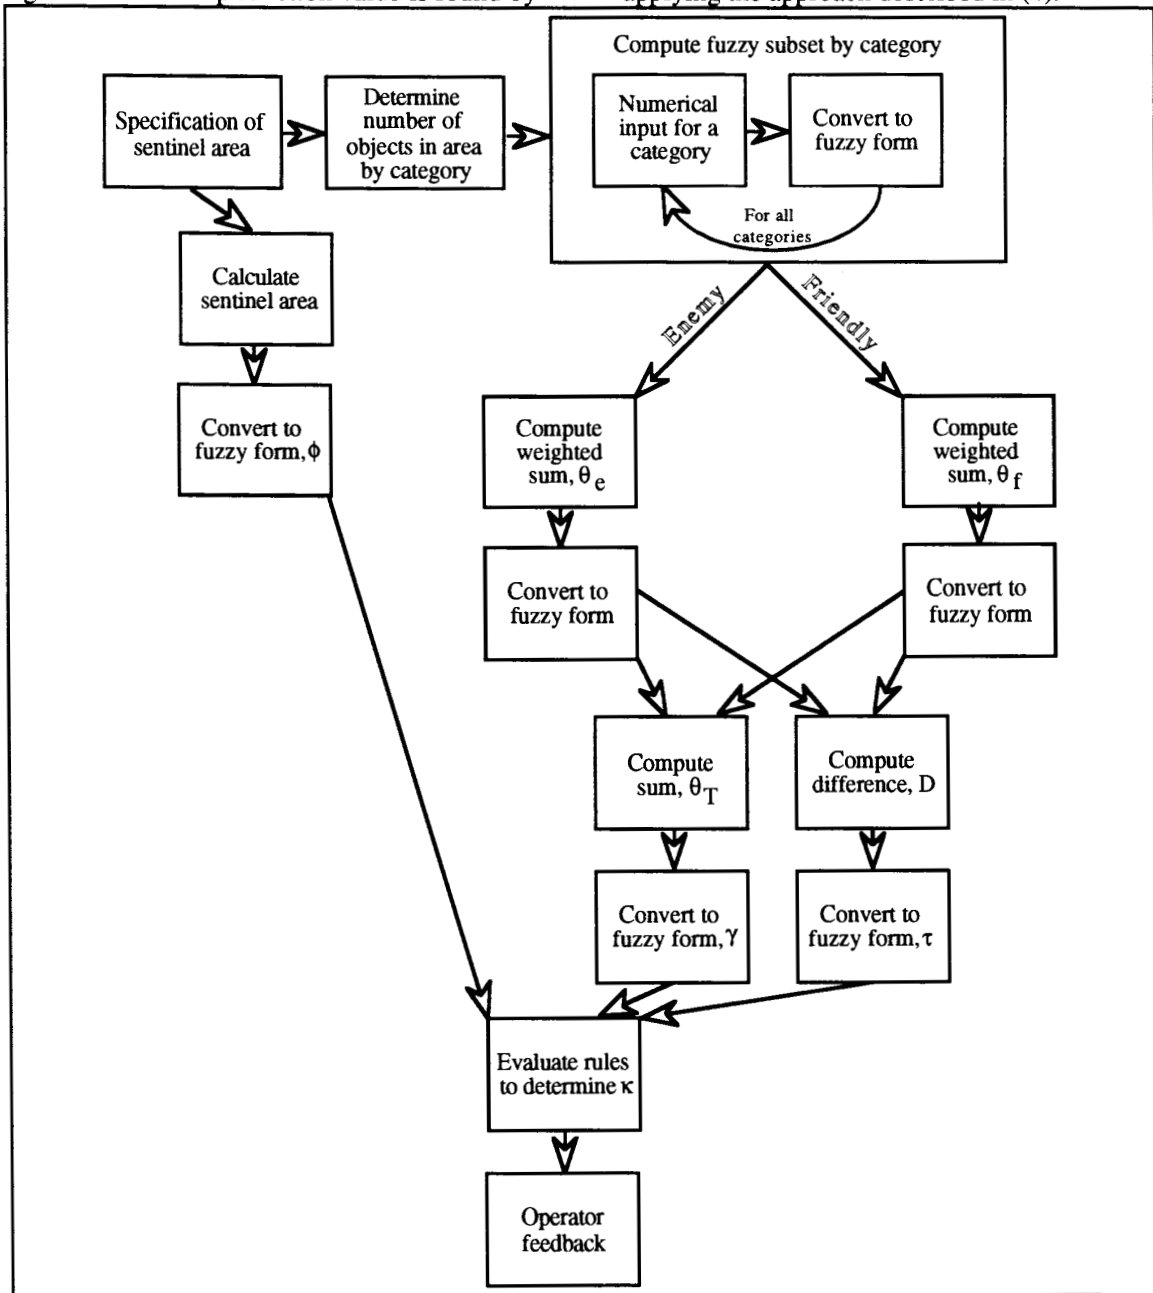 Compute fuzzy subset by category
Specification of
sentinel area
Determine
number of
objects in area
by category
Numerical
input for a
category
Convert to
fuzzy form
For all
categories
Calculate
sentinel area
Enemy
Friendly
Convert to
fuzzy form, ϕ
Compute
weighted
sum, θ e
Compute
weighted
sum, θ f
Convert to
fuzzy form
Convert to
fuzzy form
Compute
sum, θ T
Compute
difference, D
Convert to
fuzzy form, γ
Convert to
fuzzy form, τ
Evaluate rules
to determine κ
Operator
feedback